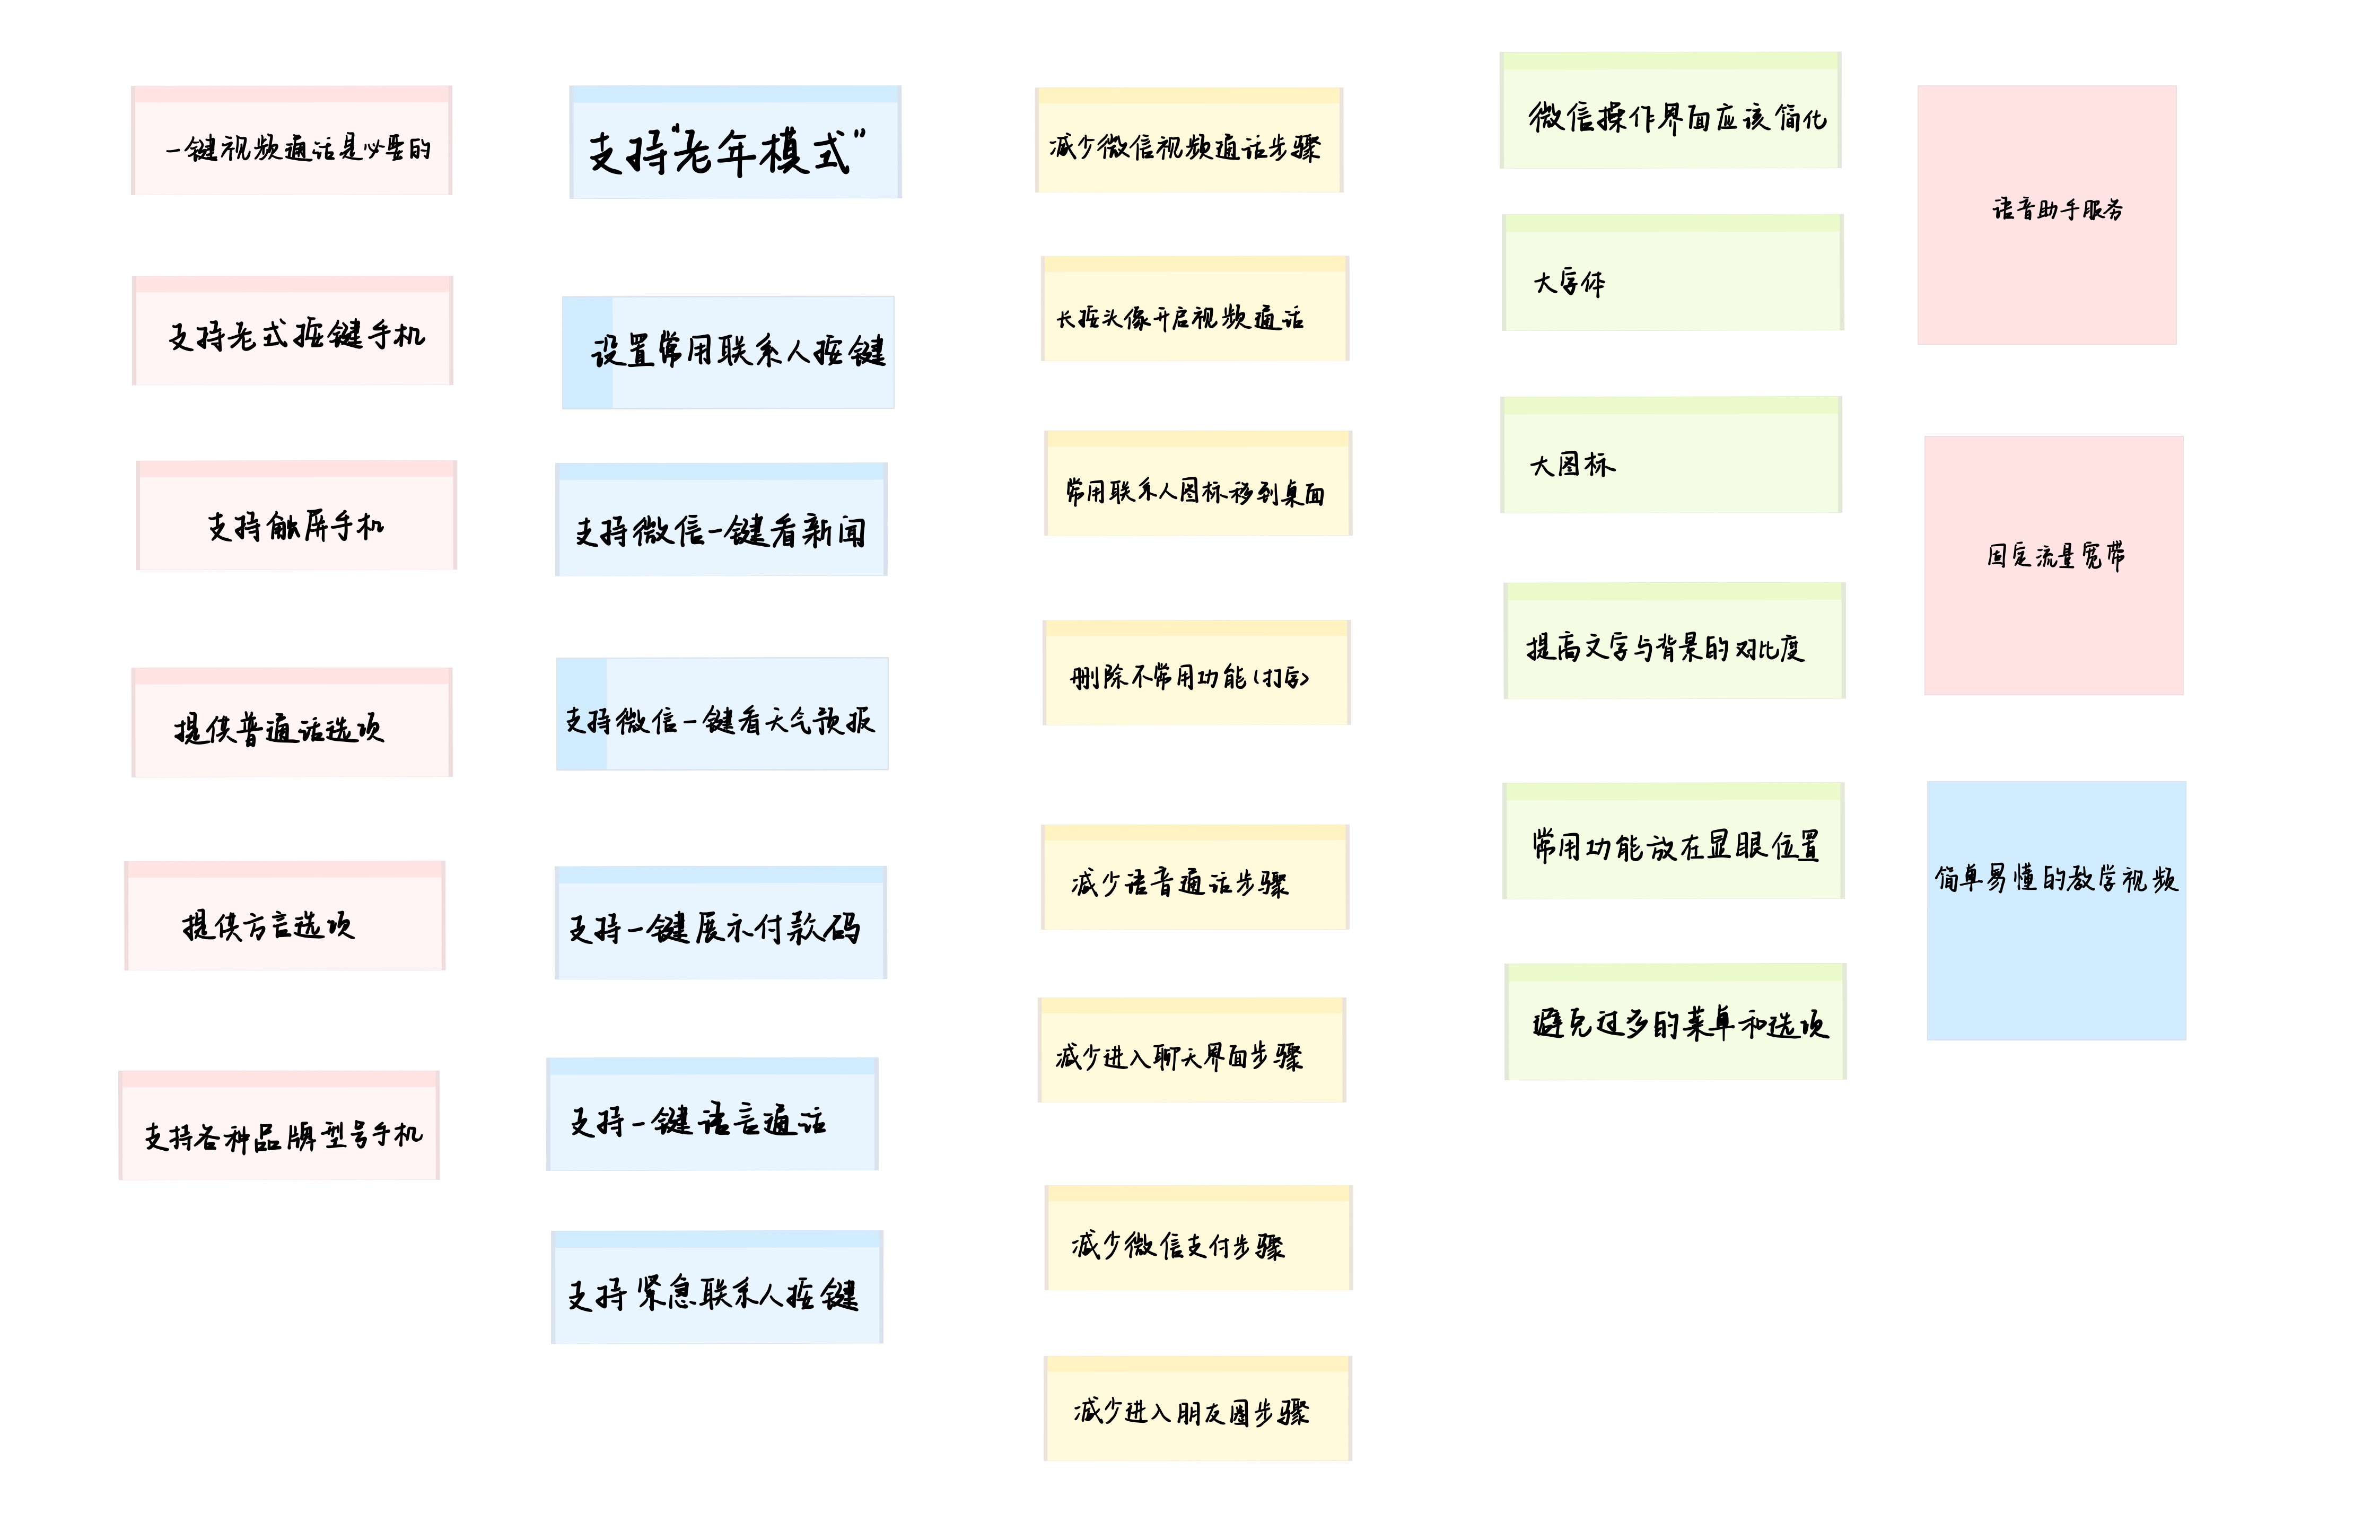 一键视频通话是必要的
支持老式按键手机
支持触屏手机
提供普通话选项
提供方言选项
支持各种品牌型号手机
支持“老年模式”
设置常用联系人按键
支持微信一键看新闻
支持微信一键看天气预报
支持一键展示付款码
支持一键语言通话
支持紧急联系人按键
减少微信视频通话步骤
长按头像开启视频通话
常用联系人图标移到桌面
删除不常用功能（打后）
减少语音通话步骤
减少进入聊天界面步骤
减少微信支付步骤
减少进入朋友圈步骤
微信操作界面应该简化
大字体
大图标
提高文字与背景的对比度
常用功能放在显眼位置
避免过多的菜单和选项
语音助手服务
固定流量宽带
简单易懂的教学视频